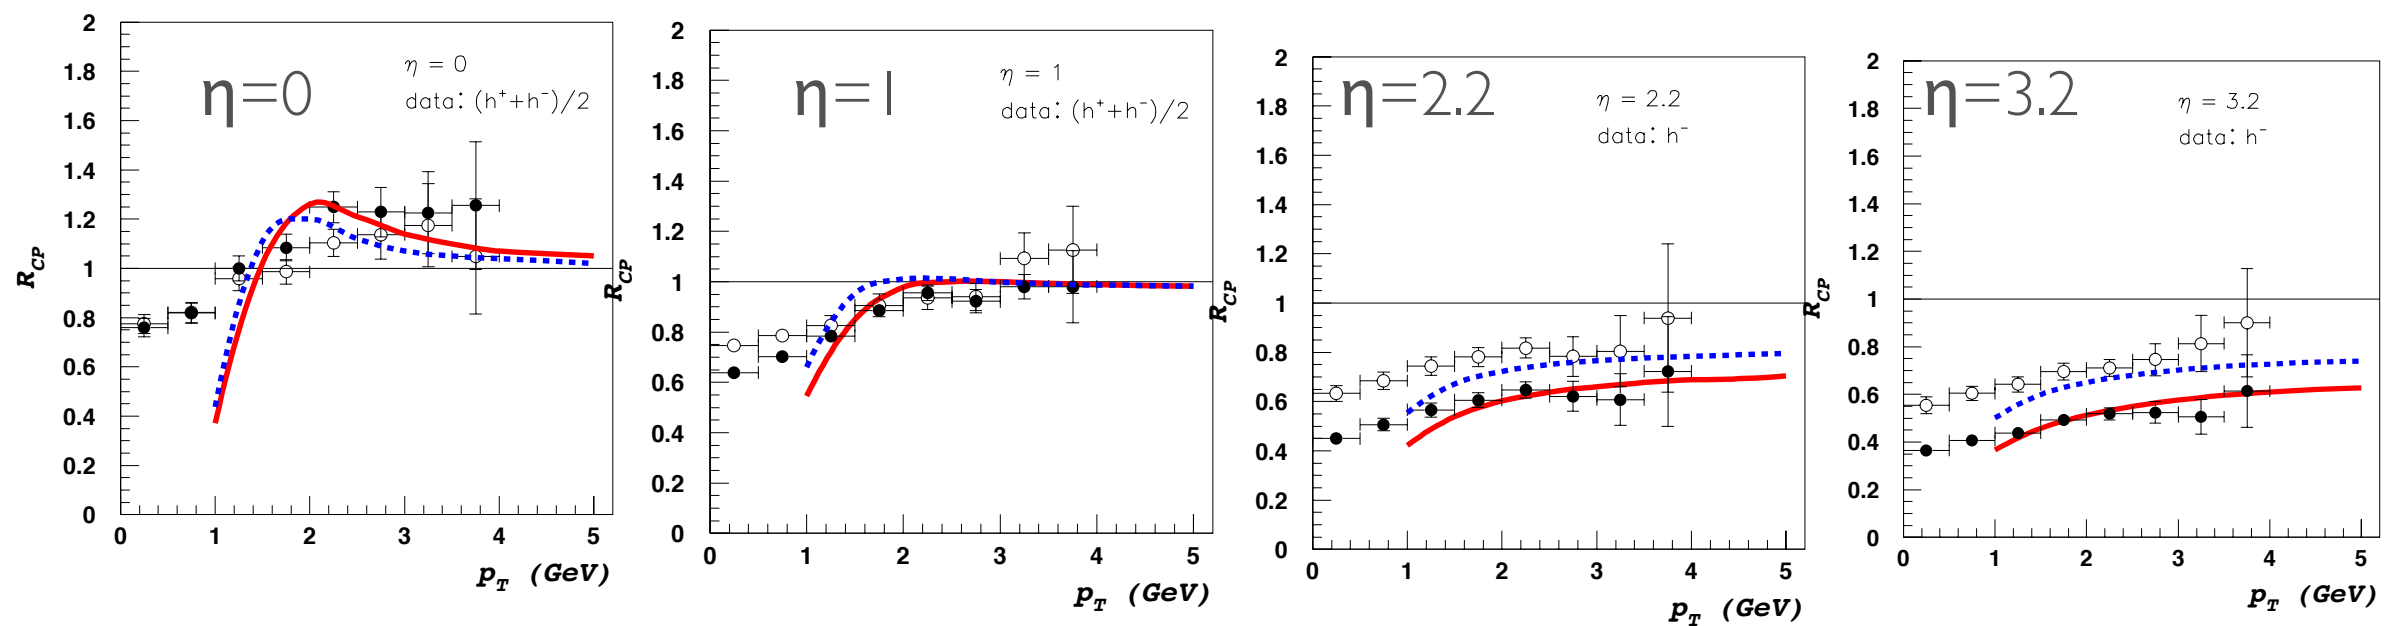 2
1.8
1.6
1.4
1.2
1
0.8
0.6
0.4
0.2
0
0 1 2 3 4 5
R_CP
p_T (GeV)
η=0
η = 0
data: (h⁺+h⁻)/2
2
1.8
1.6
1.4
1.2
1
0.8
0.6
0.4
0.2
0
0 1 2 3 4 5
R_CP
p_T (GeV)
η=1
η = 1
data: (h⁺+h⁻)/2
2
1.8
1.6
1.4
1.2
1
0.8
0.6
0.4
0.2
0
0 1 2 3 4 5
R_CP
p_T (GeV)
η=2.2
η = 2.2
data: h⁻
2
1.8
1.6
1.4
1.2
1
0.8
0.6
0.4
0.2
0
0 1 2 3 4 5
R_CP
p_T (GeV)
η=3.2
η = 3.2
data: h⁻